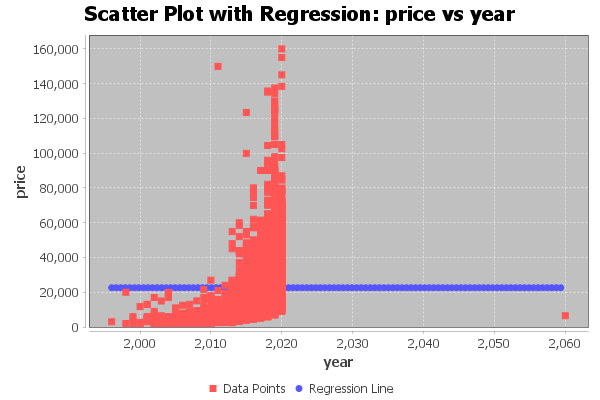 Scatter Plot with Regression: price vs year
160,000
140,000
120,000
100,000
80,000
60,000
40,000
20,000
0
price
2,000 2,010 2,020 2,030 2,040 2,050 2,060
year
Data Points Regression Line